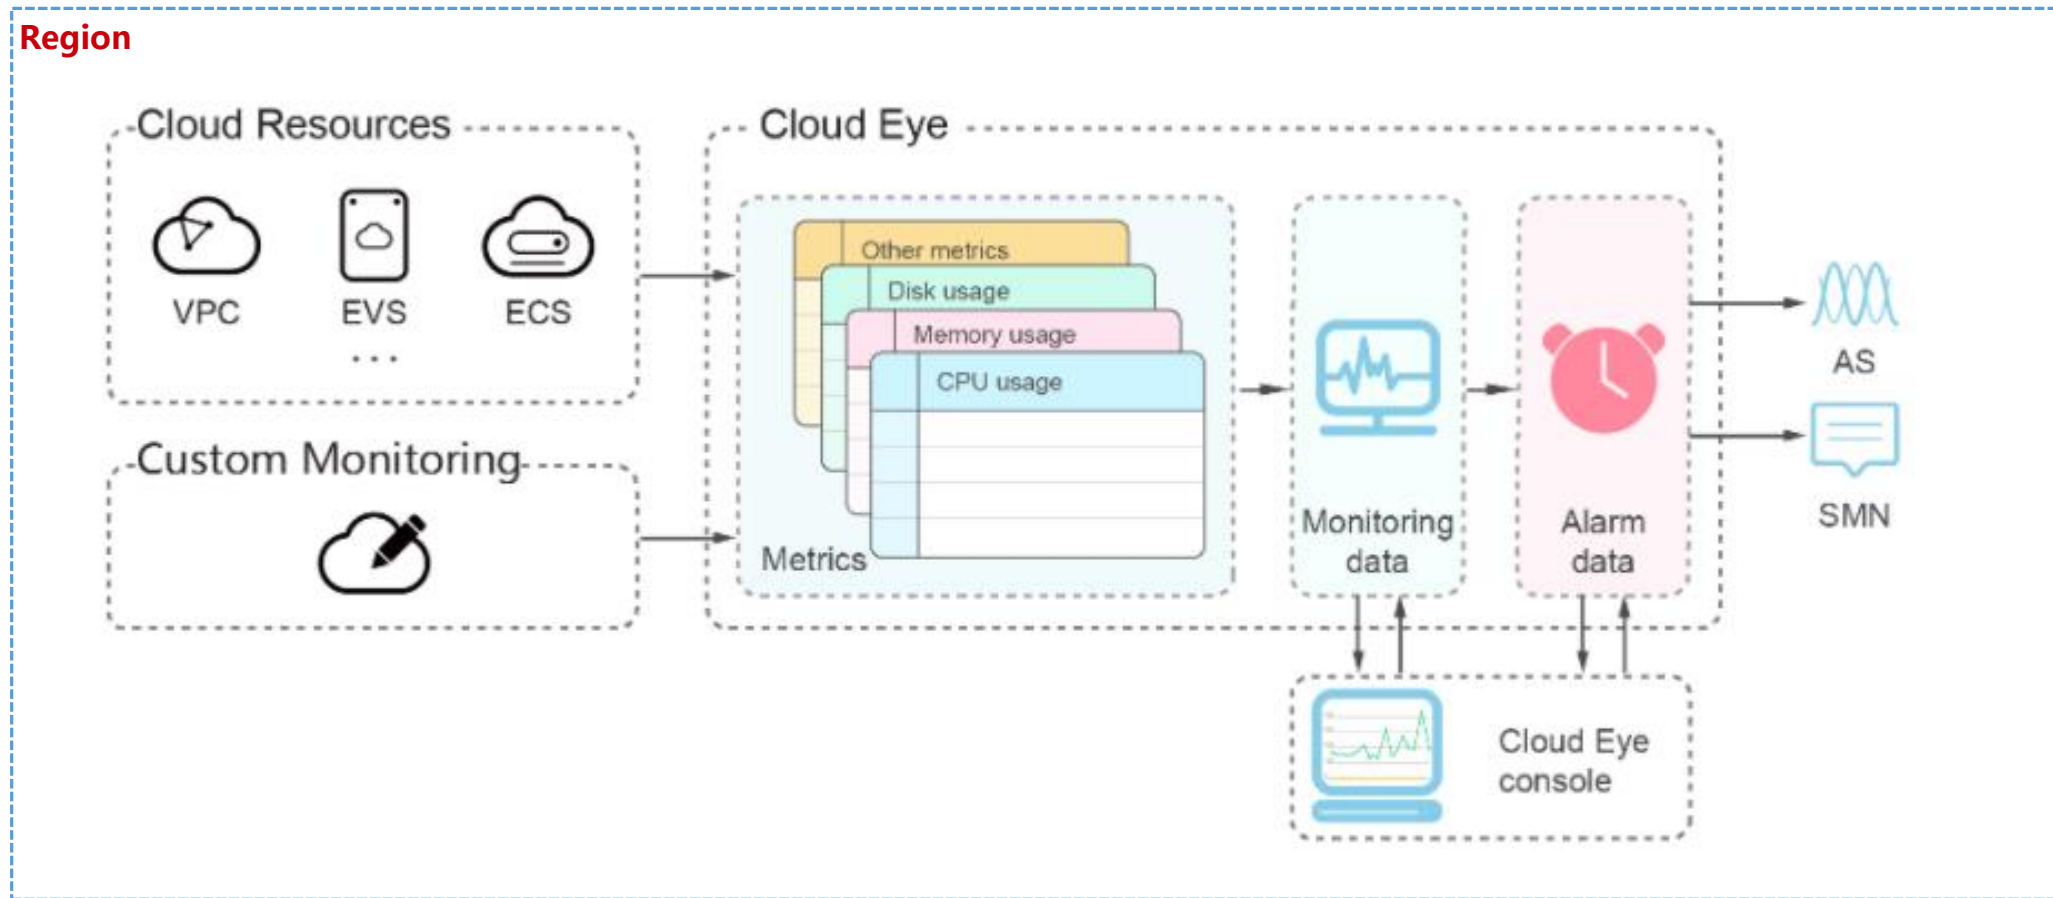 Region
Cloud Resources
VPC
EVS
ECS
...
Custom Monitoring
Cloud Eye
Other metrics
Disk usage
Memory usage
CPU usage
Metrics
Monitoring
data
Alarm
data
AS
SMN
Cloud Eye
console